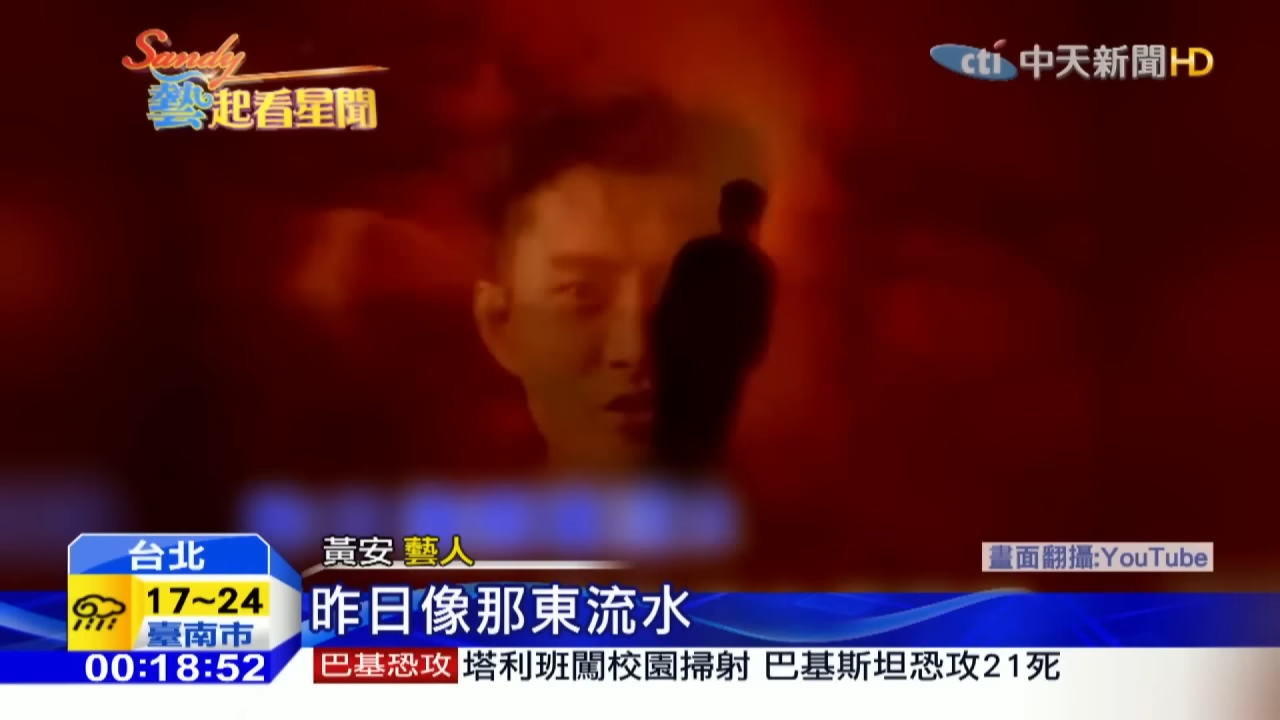 Sandy
藝起看星聞
cti 中天新聞HD
黃安 藝人
畫面翻攝:YouTube
台北
17~24
臺南市
昨日像那東流水
00:18:52
巴基恐攻 塔利班闖校園掃射 巴基斯坦恐攻21死